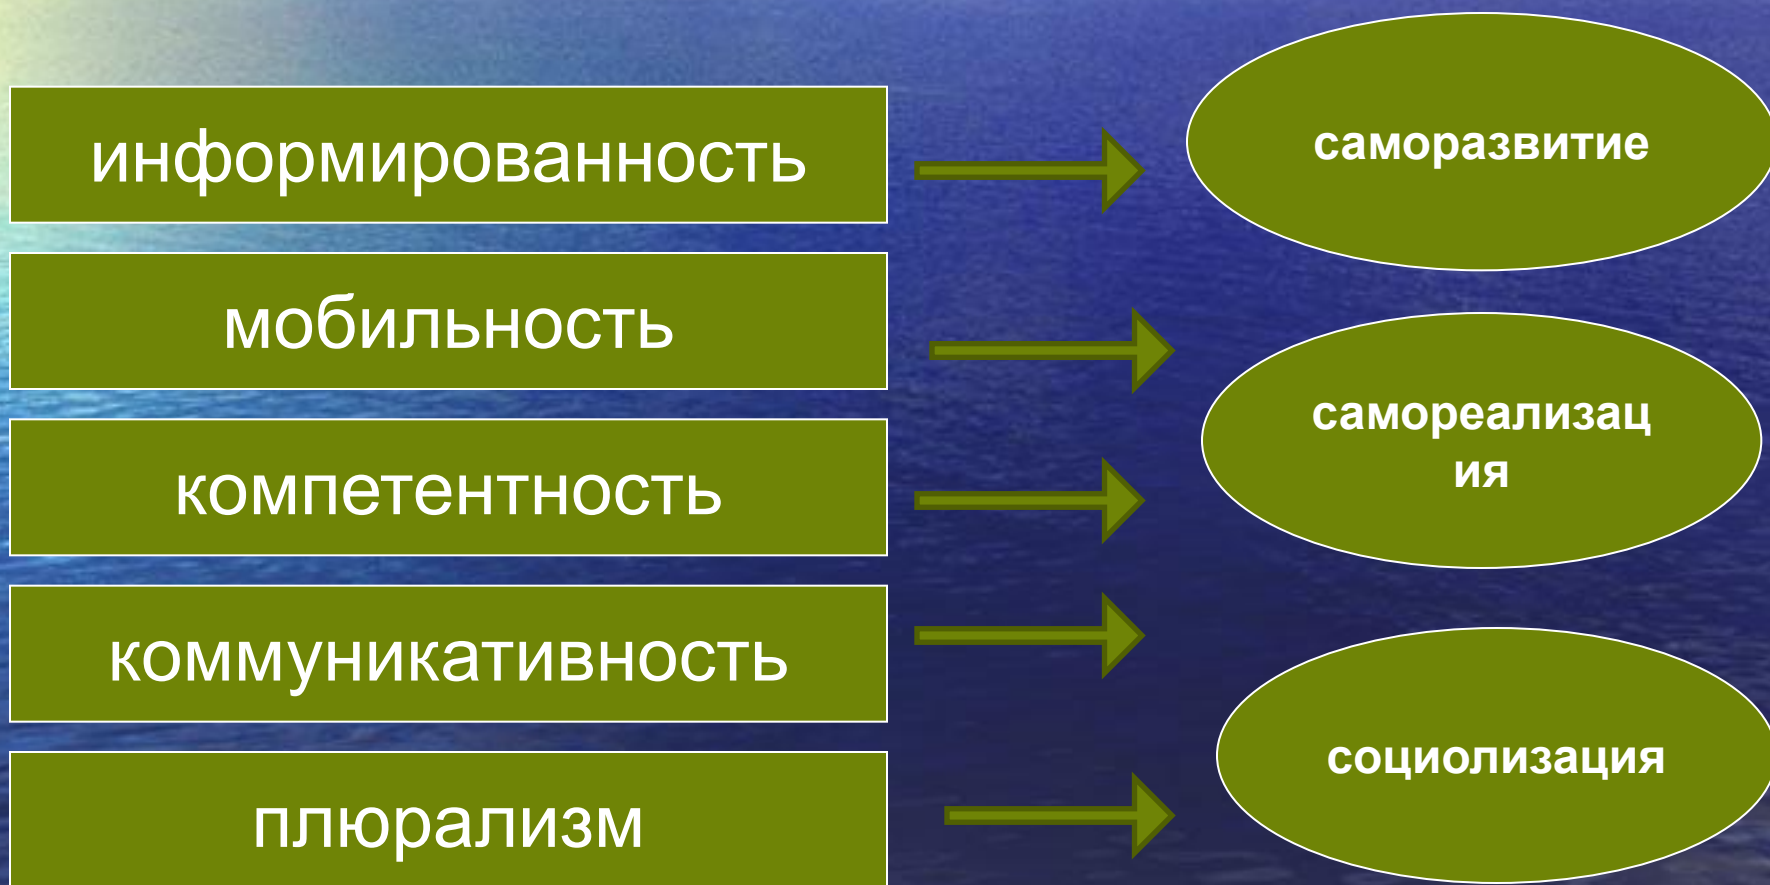 информированность
мобильность
компетентность
коммуникативность
плюрализм
саморазвитие
самореализац
ия
социолизация